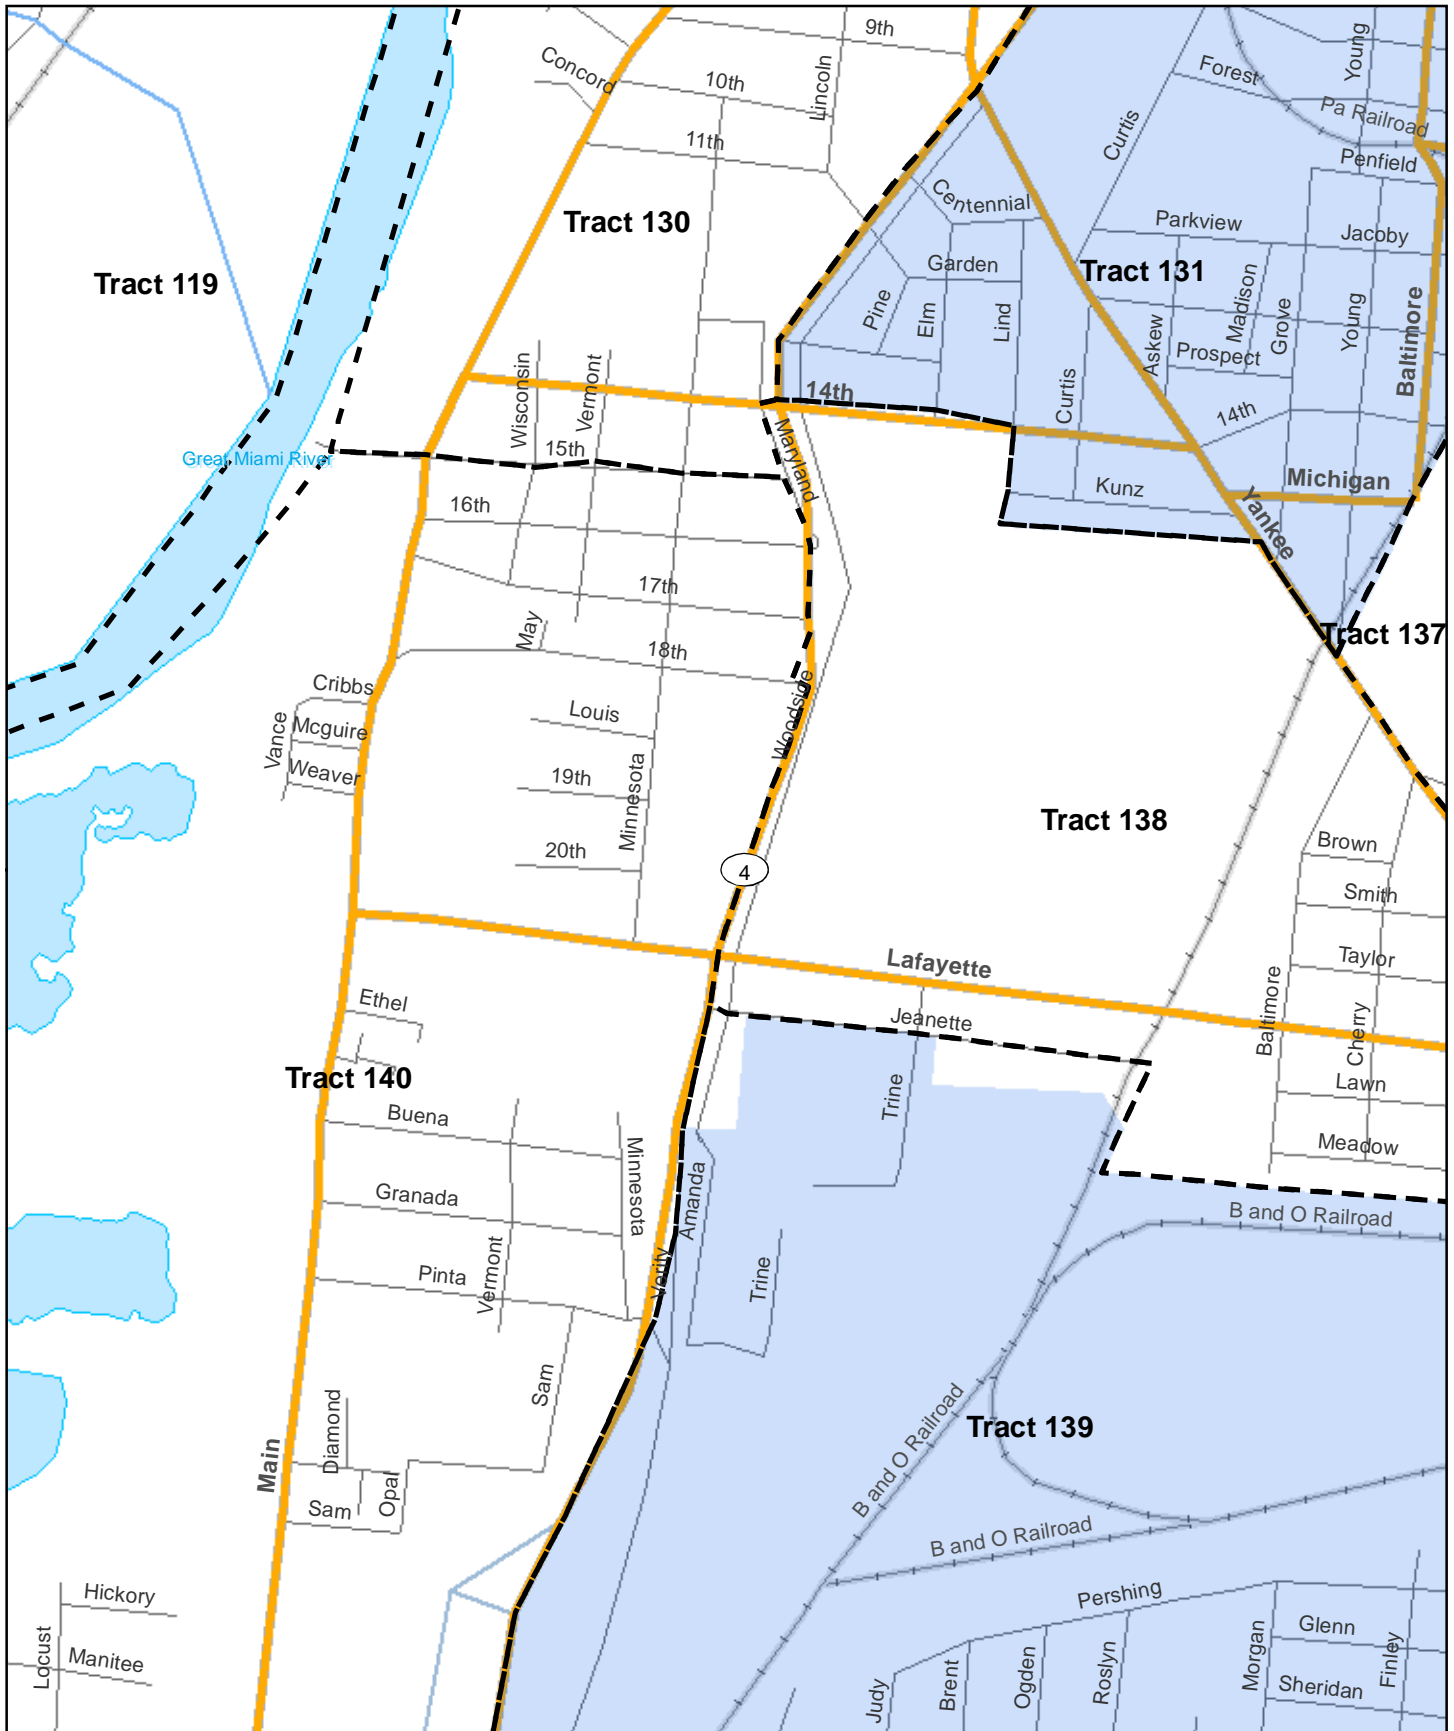 9th
Young
Concord
10th
Lincoln
Forest
Pa Railroad
11th
Curtis
Penfield
Centennial
Tract 130
Parkview
Jacoby
Tract 119
Garden
Tract 131
Pine
Elm
Lind
Madison
Grove
Young
Baltimore
Askew
Prospect
Wisconsin
Vermont
14th
Curtis
14th
Maryland
15th
Great Miami River
Michigan
Kunz
16th
Yankee
17th
May
18th
Tract 137
Cribbs
Woodside
Louis
Vance
Mcguire
Weaver
19th
Minnesota
Tract 138
20th
Brown
4
Smith
Lafayette
Taylor
Ethel
Jeanette
Baltimore
Cherry
Tract 140
Trine
Lawn
Buena
Minnesota
Meadow
Granada
Amanda
B and O Railroad
Pinta
Vermont
Verity
Trine
Sam
Diamond
B and O Railroad
Tract 139
Main
Opal
Sam
B and O Railroad
Hickory
Pershing
Glenn
Locust
Manitee
Judy
Brent
Ogden
Roslyn
Morgan
Finley
Sheridan